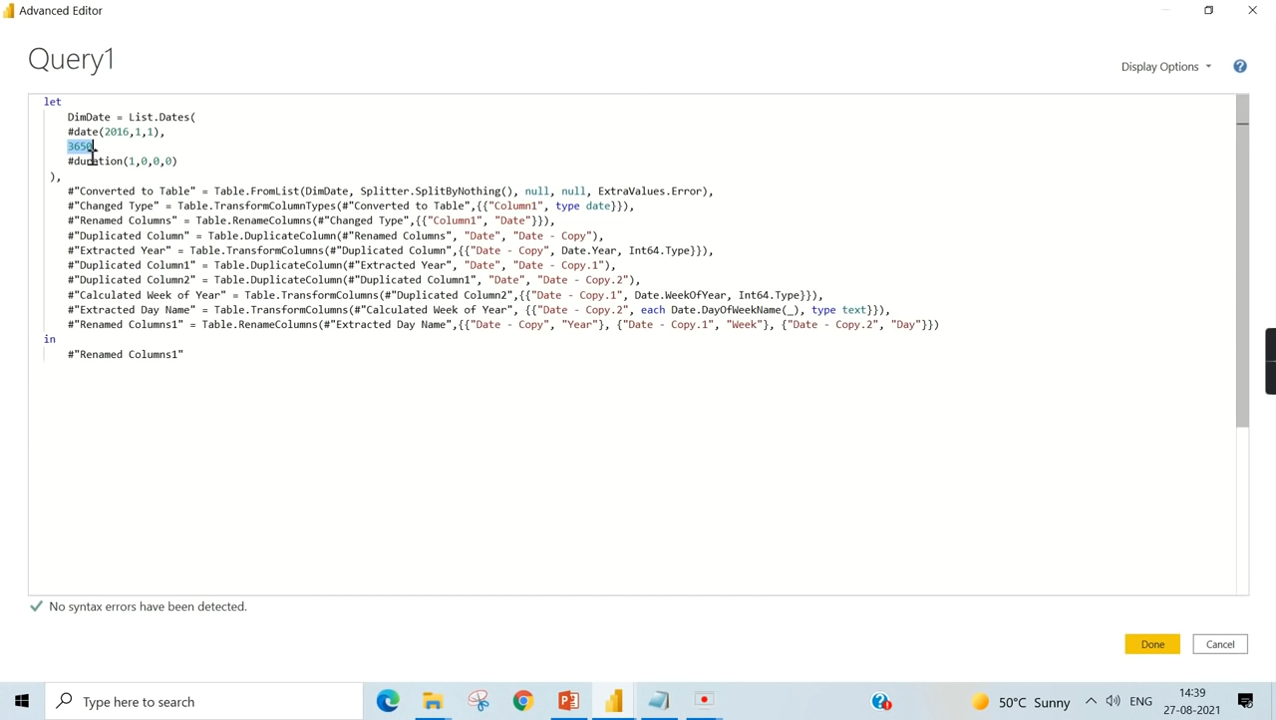 Advanced Editor
Query1
Display Options
let
DimDate = List.Dates(
#date(2016,1,1),
3650
#duration(1,0,0,0)
),
#"Converted to Table" = Table.FromList(DimDate, Splitter.SplitByNothing(), null, null, ExtraValues.Error),
#"Changed Type" = Table.TransformColumnTypes(#"Converted to Table",{{"Column1", type date}}),
#"Renamed Columns" = Table.RenameColumns(#"Changed Type",{{"Column1", "Date"}}),
#"Duplicated Column" = Table.DuplicateColumn(#"Renamed Columns", "Date", "Date - Copy"),
#"Extracted Year" = Table.TransformColumns(#"Duplicated Column",{{"Date - Copy", Date.Year, Int64.Type}}),
#"Duplicated Column1" = Table.DuplicateColumn(#"Extracted Year", "Date", "Date - Copy.1"),
#"Duplicated Column2" = Table.DuplicateColumn(#"Duplicated Column1", "Date", "Date - Copy.2"),
#"Calculated Week of Year" = Table.TransformColumns(#"Duplicated Column2",{{"Date - Copy.1", Date.WeekOfYear, Int64.Type}}),
#"Extracted Day Name" = Table.TransformColumns(#"Calculated Week of Year", {{"Date - Copy.2", each Date.DayOfWeekName(_), type text}}),
#"Renamed Columns1" = Table.RenameColumns(#"Extracted Day Name",{{"Date - Copy", "Year"}, {"Date - Copy.1", "Week"}, {"Date - Copy.2", "Day"}})
in
#"Renamed Columns1"
No syntax errors have been detected.
Done Cancel
Type here to search
50°C Sunny
ENG
14:39
27-08-2021